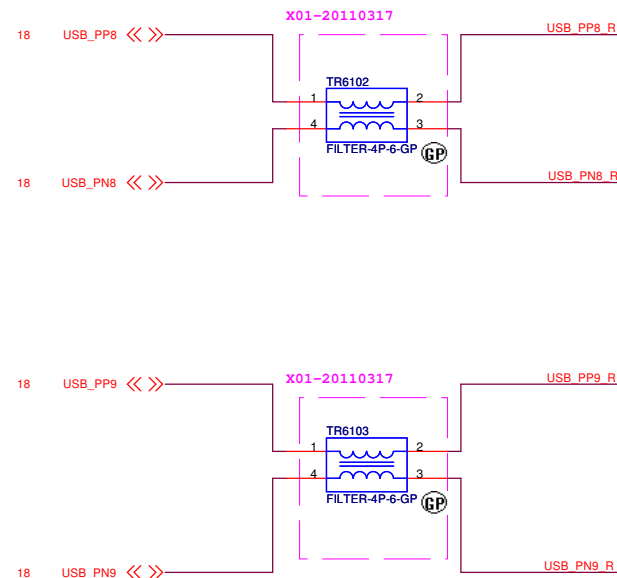 X01-20110317
18 USB_PP8 USB_PP8_R
TR6102
1 2
4 3
FILTER-4P-6-GP GP
18 USB_PN8 USB_PN8_R
X01-20110317
18 USB_PP9 USB_PP9_R
TR6103
1 2
4 3
FILTER-4P-6-GP GP
18 USB_PN9 USB_PN9_R